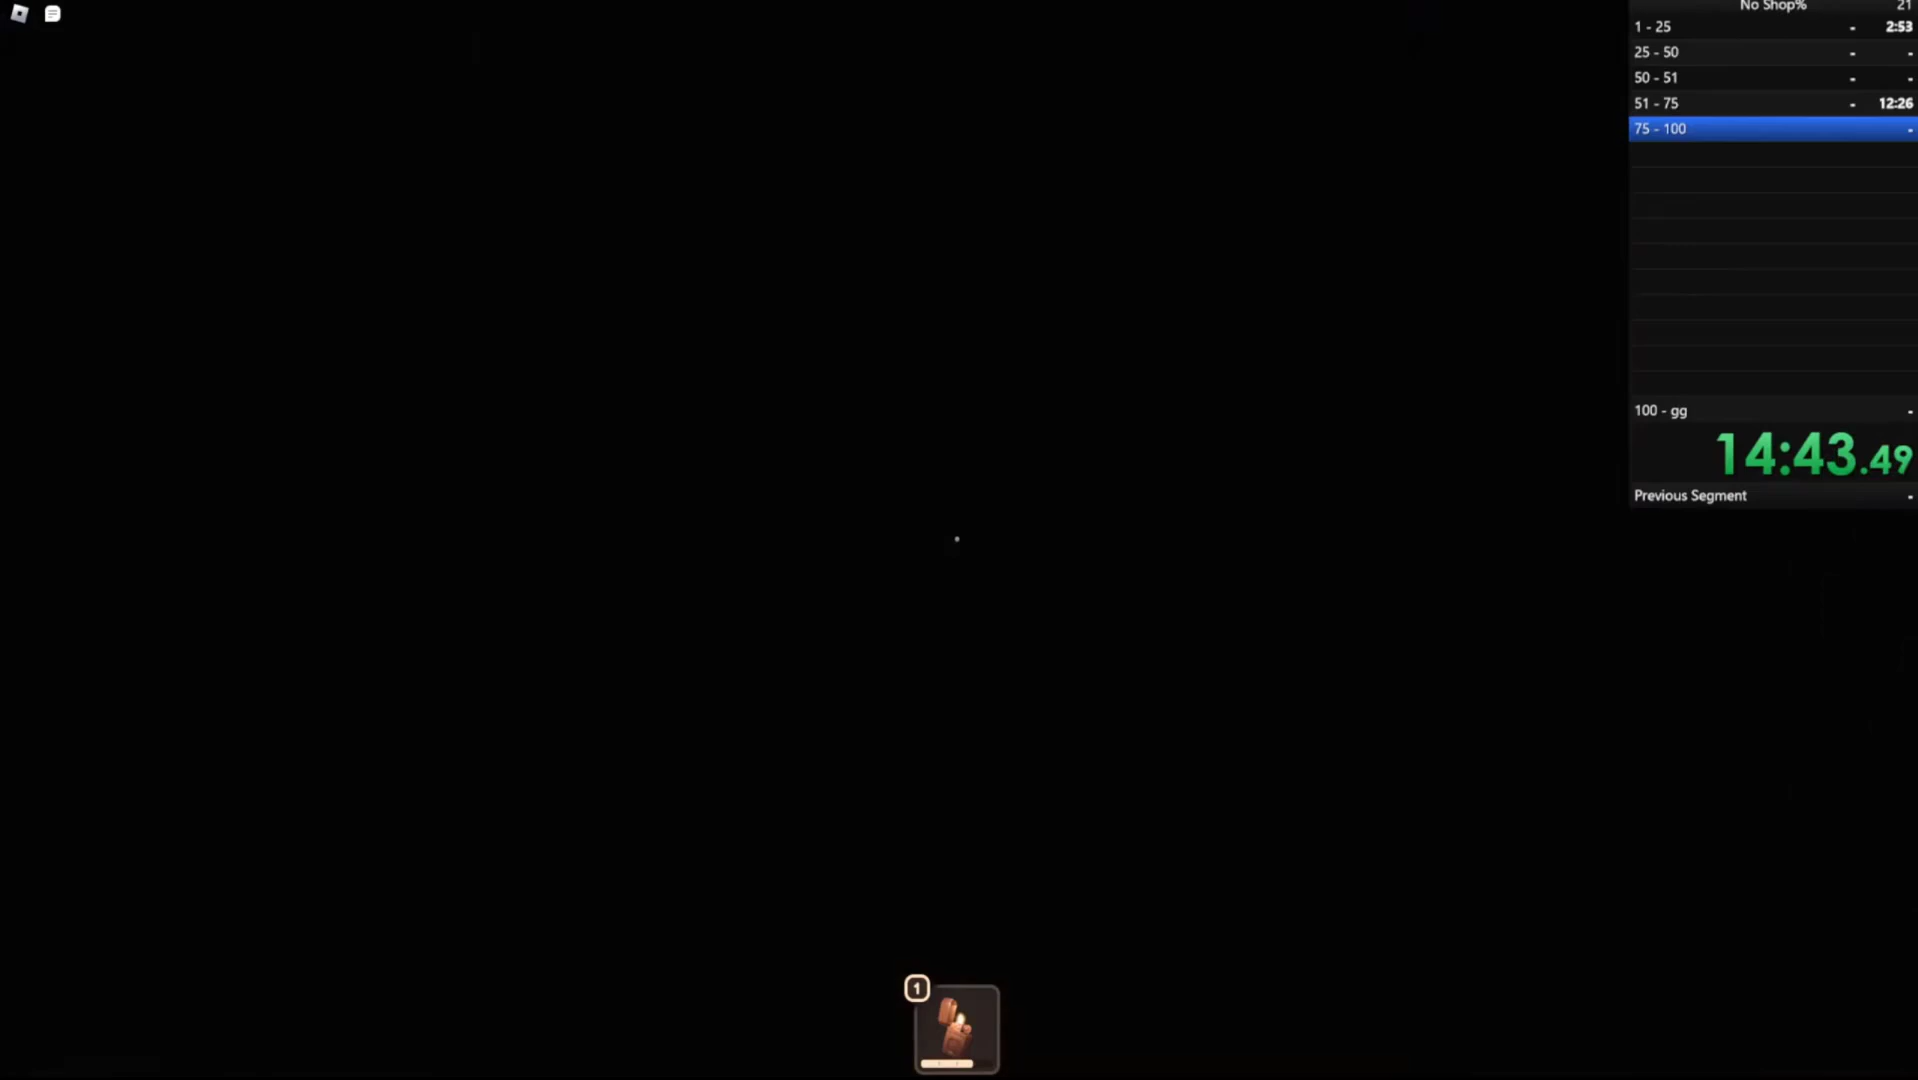 No Shop% 21
1 - 25 - 2:53
25 - 50 - -
50 - 51 - -
51 - 75 - 12:26
75 - 100 -
100 - gg -
14:43.49
Previous Segment -
1